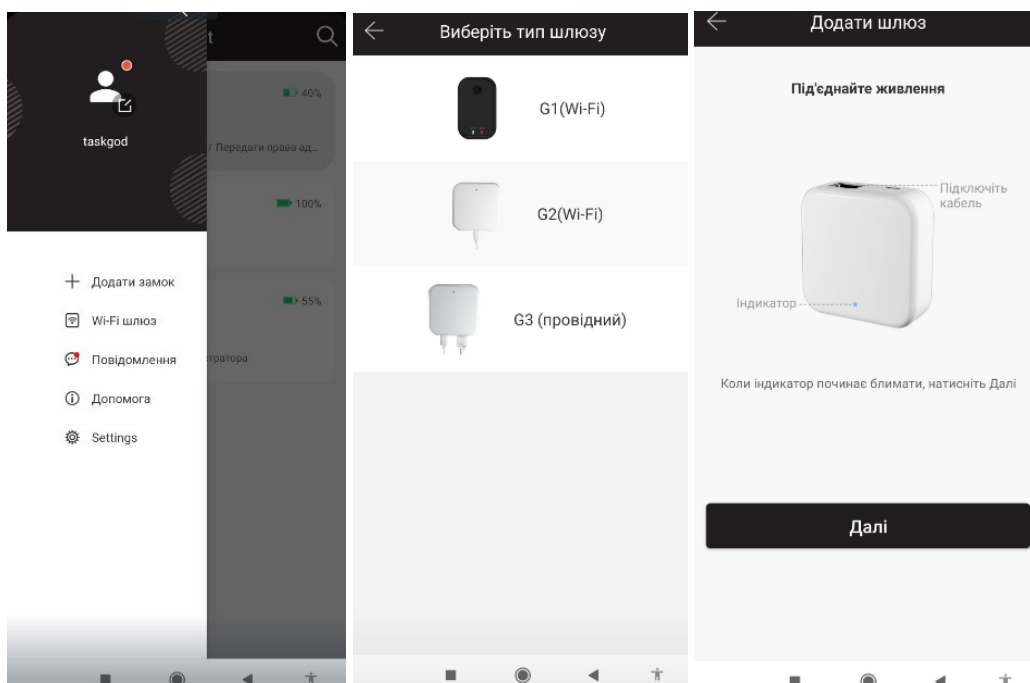 t
taskgod
40%
/ Передати права ад...
100%
55%
тратора
Додати замок
Wi-Fi шлюз
Повідомлення
Допомога
Settings
Виберіть тип шлюзу
G1(Wi-Fi)
G2(Wi-Fi)
G3 (провідний)
Додати шлюз
Під'єднайте живлення
Підключіть
кабель
Індикатор
Коли індикатор починає блимати, натисніть Далі
Далі